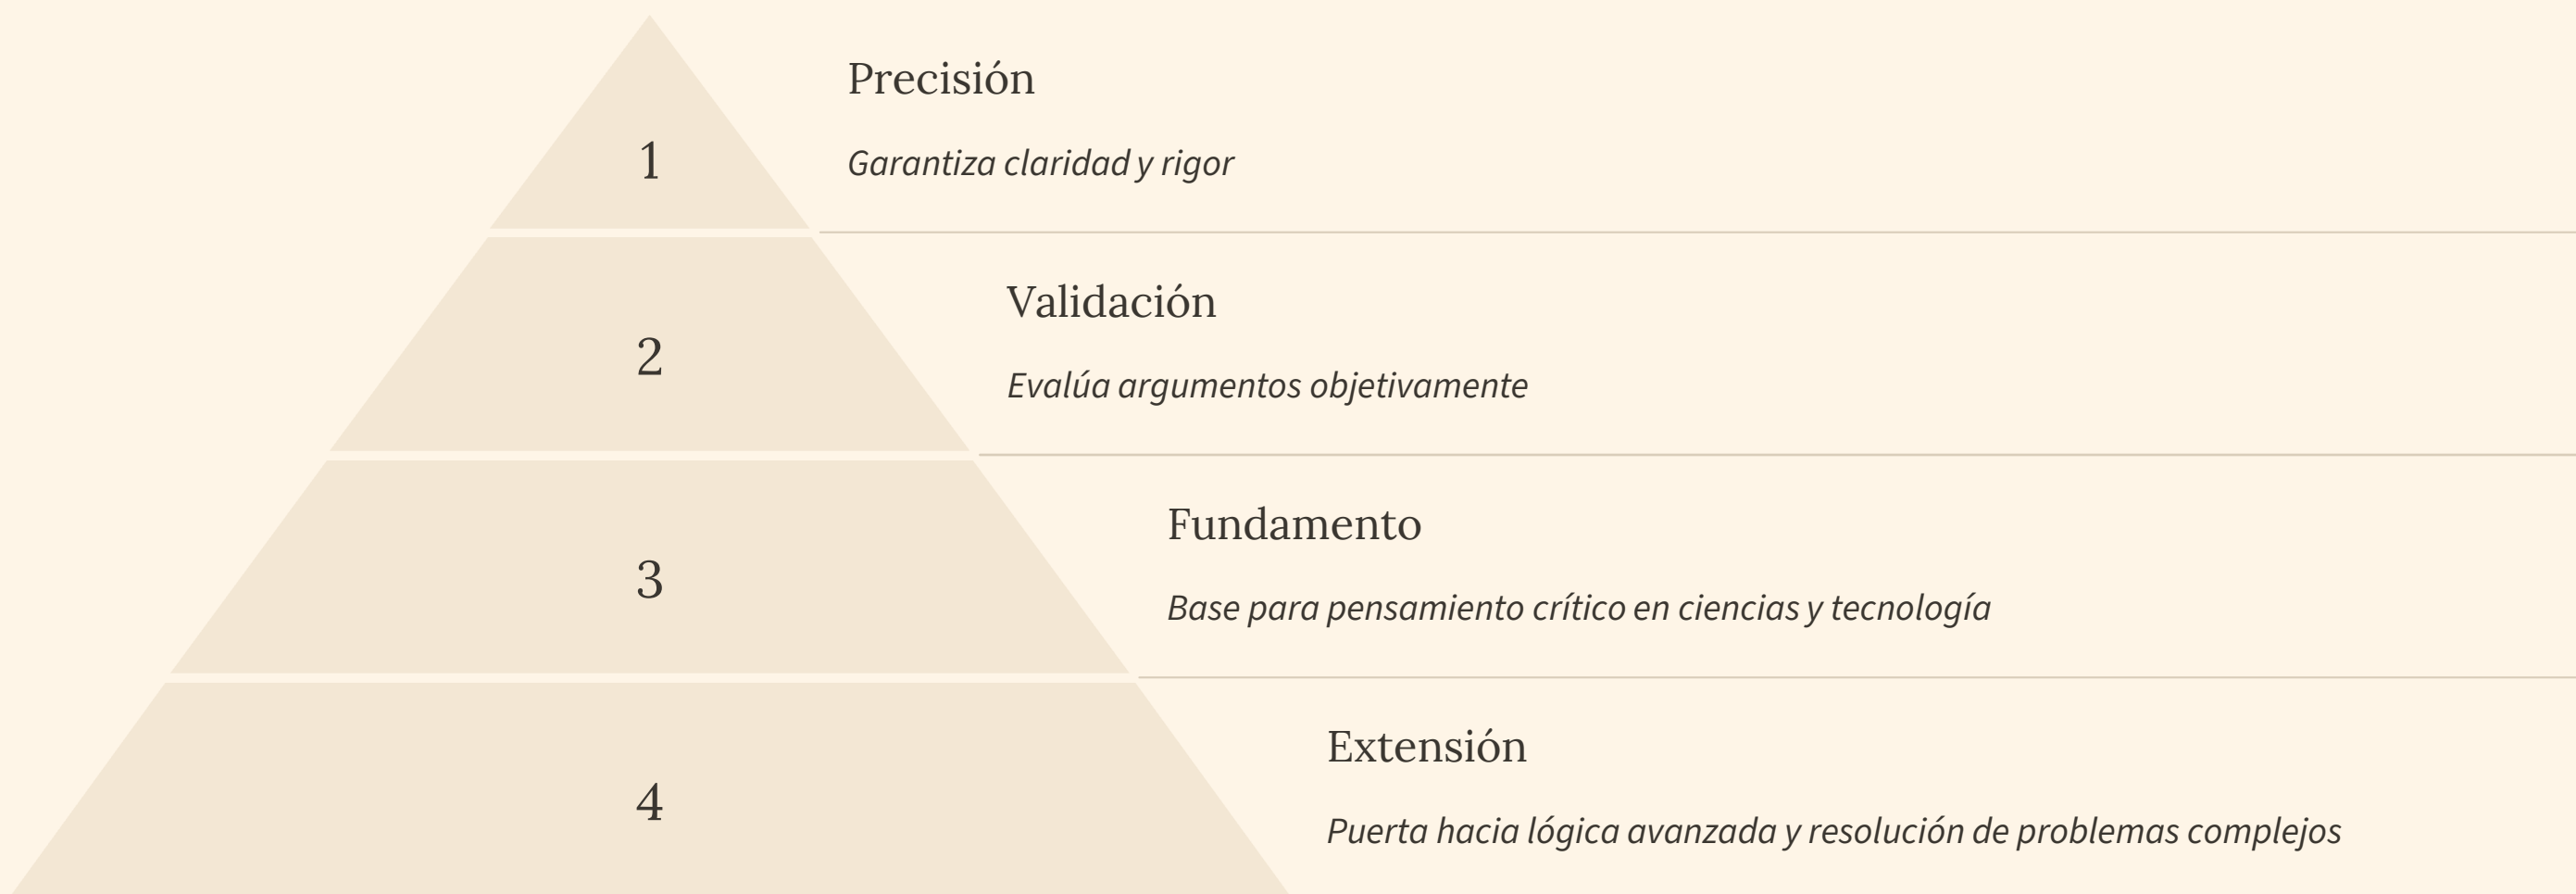 Precisión
1
Garantiza claridad y rigor
Validación
2
Evalúa argumentos objetivamente
Fundamento
3
Base para pensamiento crítico en ciencias y tecnología
Extensión
4
Puerta hacia lógica avanzada y resolución de problemas complejos